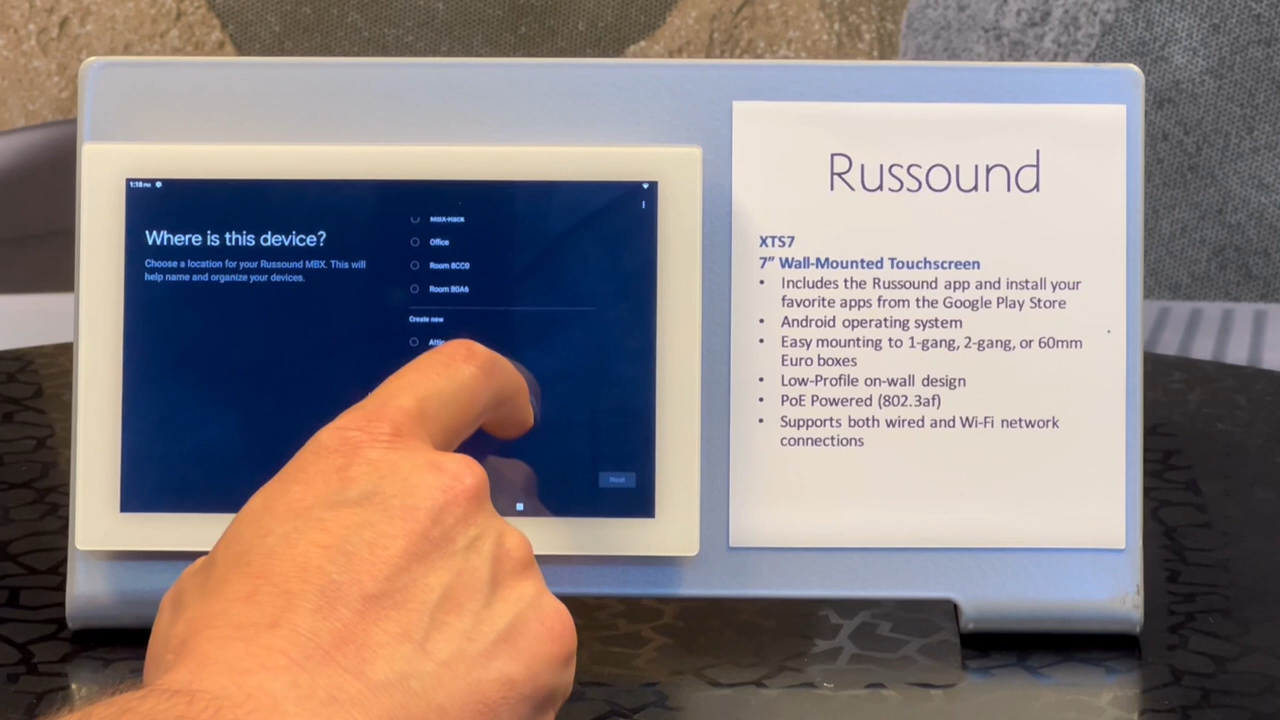 1:18 PM
Where is this device?
Choose a location for your Russound MBX. This will
help name and organize your devices.
Office
Room 8CC0
Room 8DA6
Create new
Next
Russound
XTS7
7” Wall-Mounted Touchscreen
• Includes the Russound app and install your
favorite apps from the Google Play Store
• Android operating system
• Easy mounting to 1-gang, 2-gang, or 60mm
Euro boxes
• Low-Profile on-wall design
• PoE Powered (802.3af)
• Supports both wired and Wi-Fi network
connections